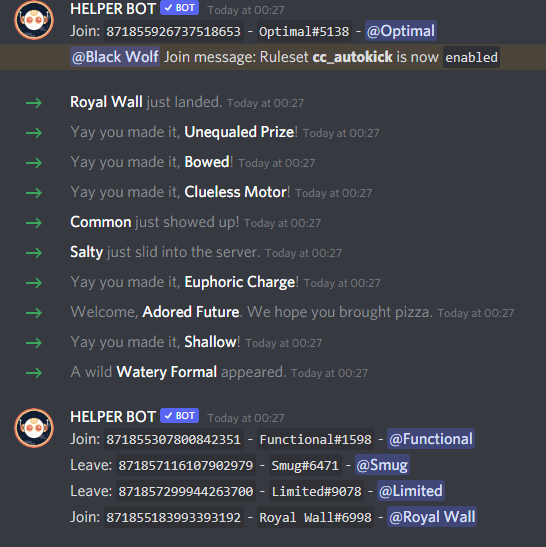 HELPER BOT ✓ BOT Today at 00:27
Join: 871855926737518653 - Optimal#5138 - @Optimal
@Black Wolf Join message: Ruleset cc_autokick is now enabled
Royal Wall just landed. Today at 00:27
Yay you made it, Unequaled Prize! Today at 00:27
Yay you made it, Bowed! Today at 00:27
Yay you made it, Clueless Motor! Today at 00:27
Common just showed up! Today at 00:27
Salty just slid into the server. Today at 00:27
Yay you made it, Euphoric Charge! Today at 00:27
Welcome, Adored Future. We hope you brought pizza. Today at 00:27
Yay you made it, Shallow! Today at 00:27
A wild Watery Formal appeared. Today at 00:27
HELPER BOT ✓ BOT Today at 00:27
Join: 871855307800842351 - Functional#1598 - @Functional
Leave: 871857116107902979 - Smug#6471 - @Smug
Leave: 871857299944263700 - Limited#9078 - @Limited
Join: 871855183993393192 - Royal Wall#6998 - @Royal Wall